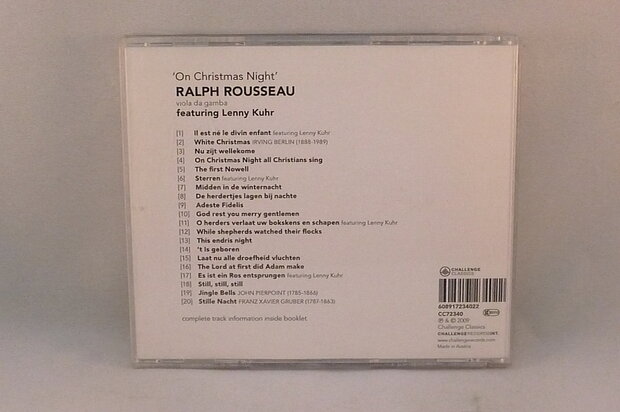 'On Christmas Night'
RALPH ROUSSEAU
viola da gamba
featuring Lenny Kuhr
[1] Il est né le divin enfant featuring Lenny Kuhr
[2] White Christmas IRVING BERLIN (1888-1989)
[3] Nu zijt wellekome
[4] On Christmas Night all Christians sing
[5] The first Nowell
[6] Sterren featuring Lenny Kuhr
[7] Midden in de winternacht
[8] De herdertjes lagen bij nachte
[9] Adeste Fidelis
[10] God rest you merry gentlemen
[11] O herders verlaat uw bokskens en schapen featuring Lenny Kuhr
[12] While shepherds watched their flocks
[13] This endris night
[14] 't is geboren
[15] Laat nu alle droefheid vluchten
[16] The Lord at first did Adam make
[17] Es ist ein Ros entsprungen featuring Lenny Kuhr
[18] Still, still, still
[19] Jingle Bells JOHN PIERPOINT (1785-1866)
[20] Stille Nacht FRANZ XAVIER GRUBER (1787-1863)
complete track information inside booklet
CHALLENGE
CLASSICS
608917234022
CC72340
℗ & © 2009
Challenge Classics
CHALLENGE RECORDS INT.
www.challengerecords.com
Made in Austria